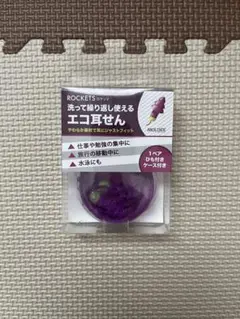 ROCKETS
洗って繰り返し使える
エコ耳せん
やわらか素材で耳にジャストフィット
▲ 仕事や勉強の集中に
▲ 旅行の移動中に
▲ 水泳にも
1ペア
ひも付き
ケース付き